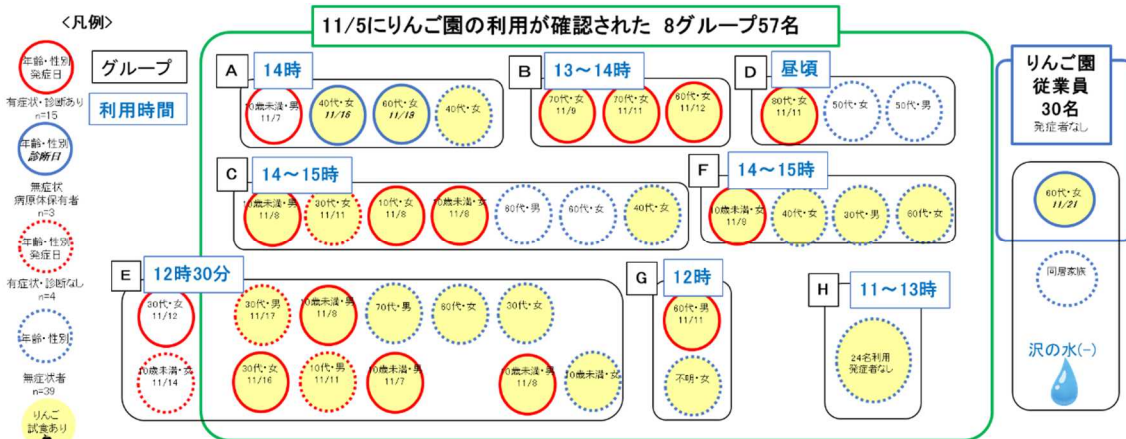 <凡例>
年齢・性別
発症日
有症状・診断あり
n=15
年齢・性別
診断日
無症状
病原体保有者
n=3
年齢・性別
発症日
有症状・診断なし
n=4
年齢・性別
無症状者
n=39
りんご
試食あり
グループ
利用時間
11/5にりんご園の利用が確認された 8グループ57名
A
14時
10歳未満・男
11/7
40代・女
11/16
60代・女
11/18
40代・女
B
13~14時
70代・女
11/9
70代・女
11/11
60代・女
11/12
D
昼頃
80代・女
11/11
50代・女
50代・男
C
14~15時
10歳未満・男
11/8
30代・女
11/11
10代・女
11/8
10歳未満・女
11/8
60代・男
60代・女
40代・女
F
14~15時
10歳未満・女
11/8
40代・女
30代・男
60代・女
E
12時30分
30代・女
11/12
30代・男
11/17
10歳未満・男
11/8
70代・男
60代・女
30代・女
10歳未満・女
11/14
30代・女
11/16
10代・男
11/11
10歳未満・男
11/7
10歳未満・女
11/8
10歳未満・女
G
12時
60代・男
11/11
不明・女
H
11~13時
24名利用
発症者なし
りんご園
従業員
30名
発症者なし
60代・女
11/21
同居家族
沢の水(-)